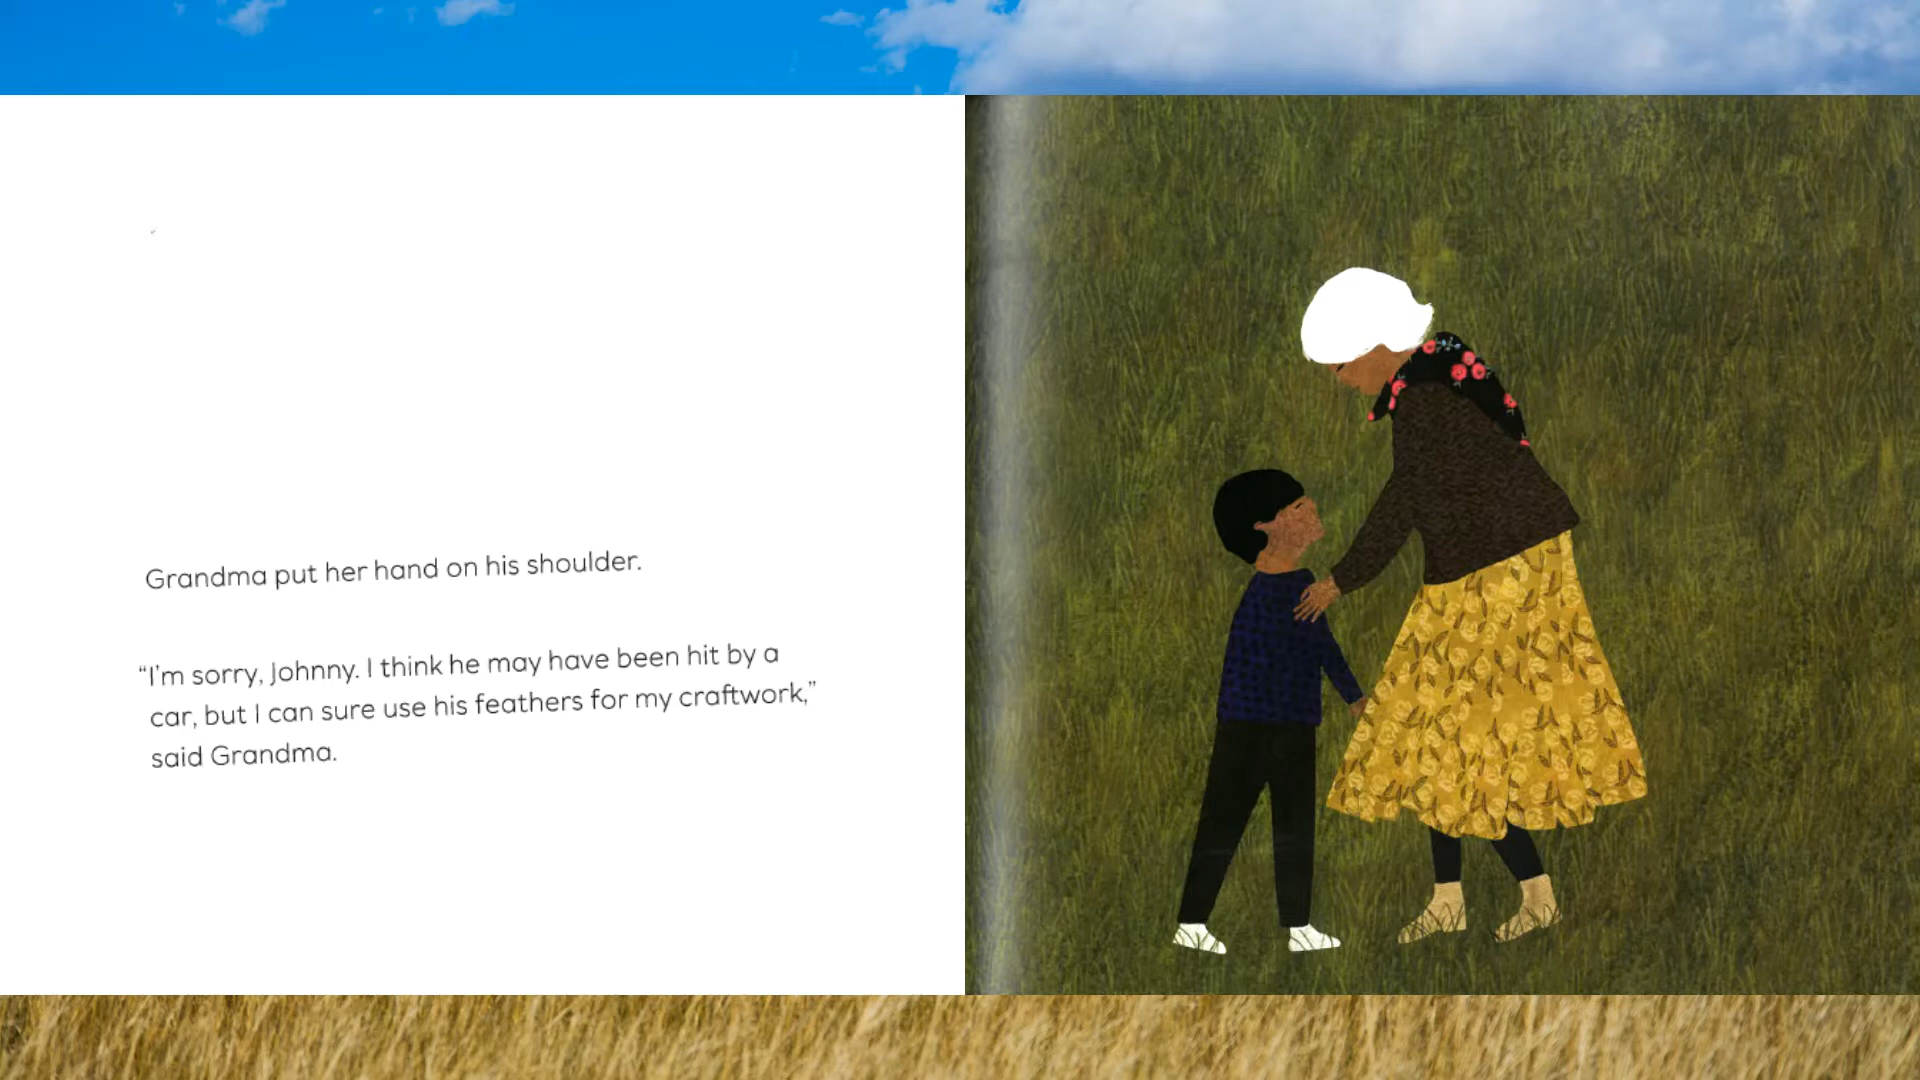 Grandma put her hand on his shoulder.
“I’m sorry, Johnny. I think he may have been hit by a
car, but I can sure use his feathers for my craftwork,”
said Grandma.